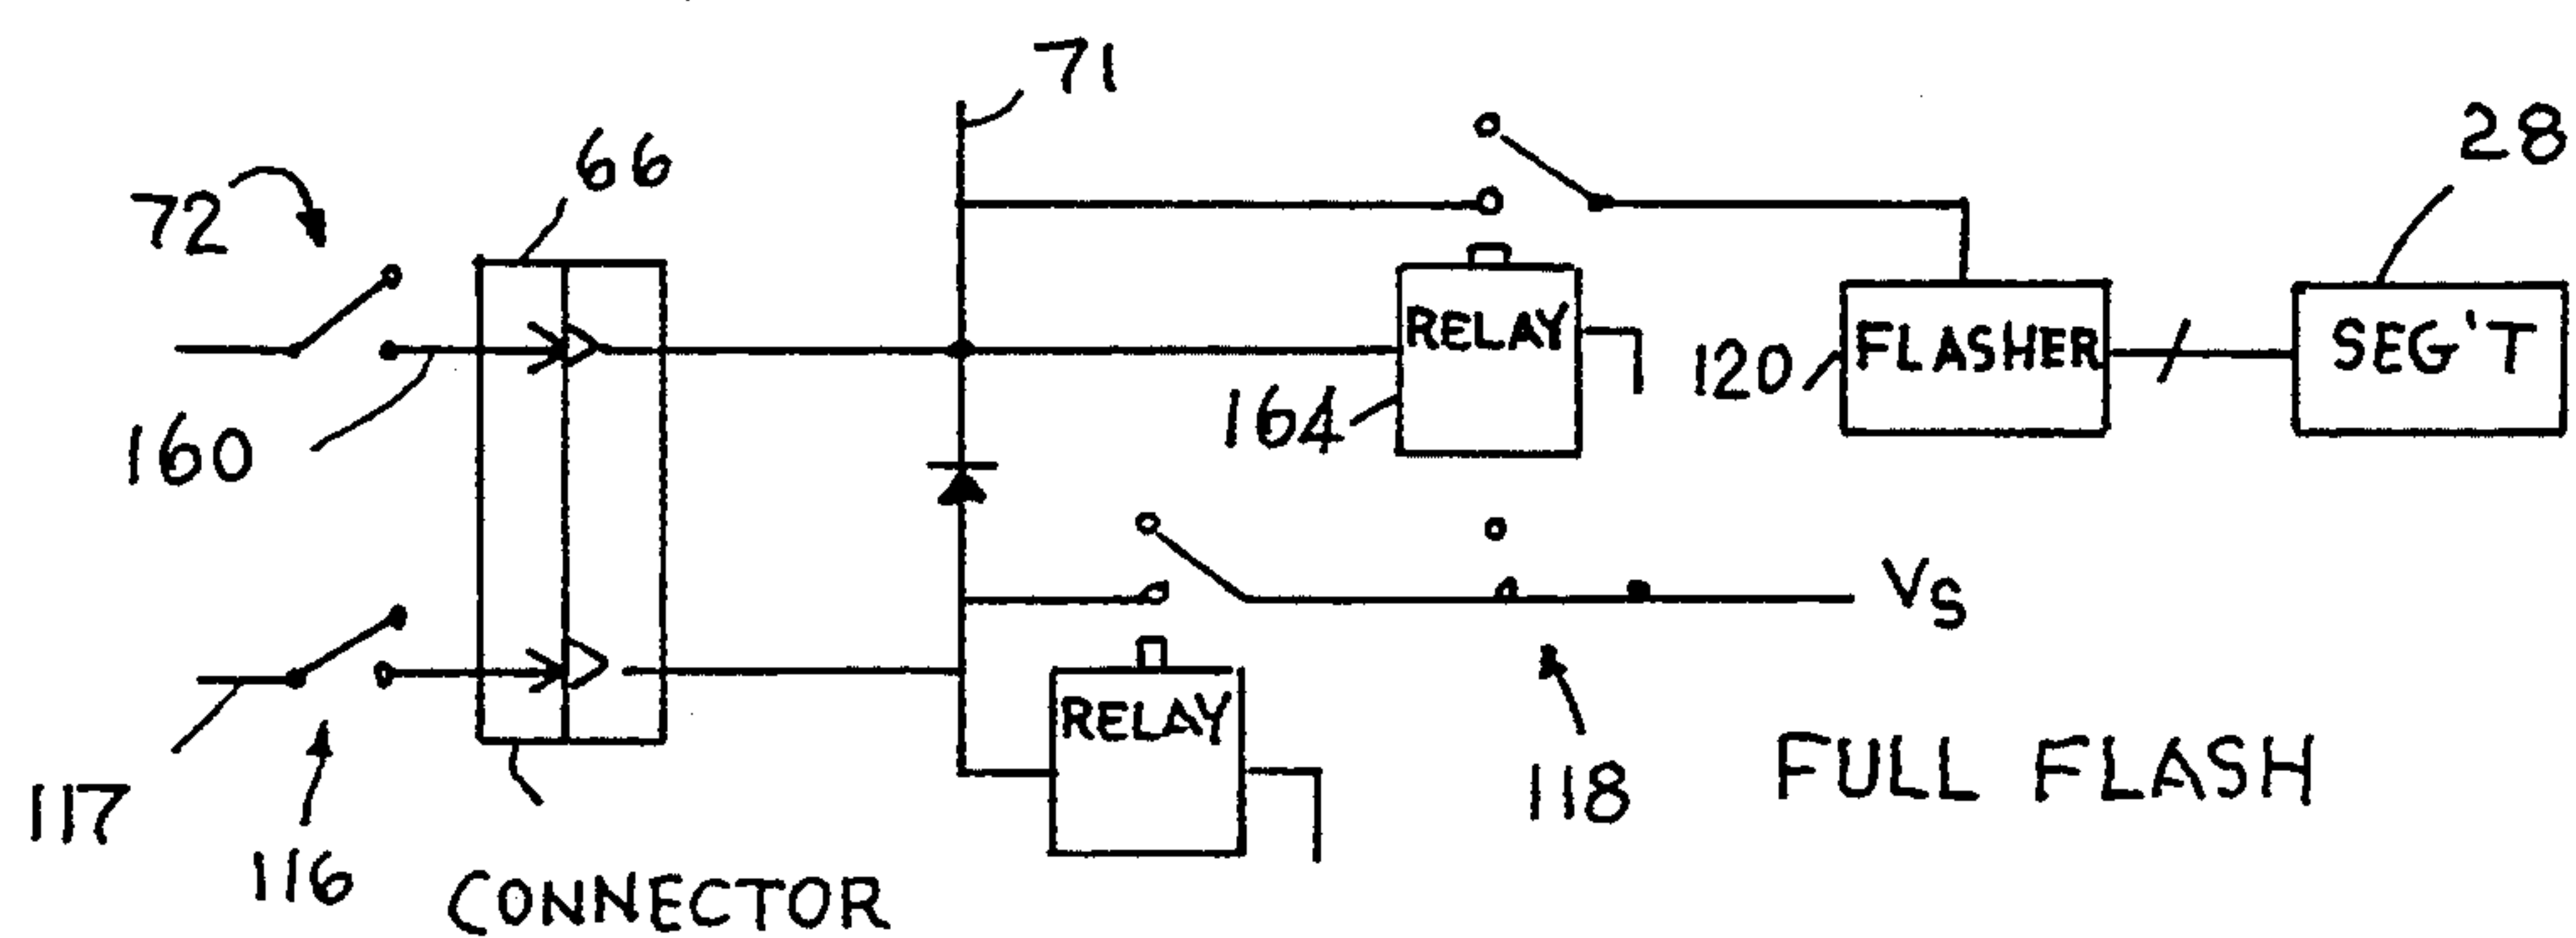 71
66
72
28
RELAY
FLASHER
SEG'T
120
164
160
VS
RELAY
118
FULL FLASH
117
116
CONNECTOR